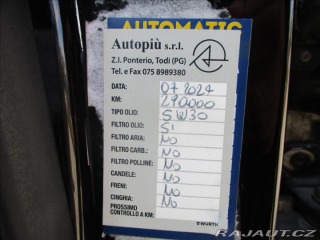 AUTOMATIC
Autopiù s.r.l.
Z.I. Ponterio, Todi (PG)
Tel. e Fax 075 8989380
DATA: 07 2024
KM: 290000
TIPO OLIO: 5W30
FILTRO OLIO: SI
FILTRO ARIA: NO
FILTRO CARB.: NO
FILTRO POLLINE: NO
CANDELE: NO
FRENI: NO
CINGHIA: NO
PROSSIMO
CONTROLLO A KM:
WÜRTH
© Sauto.cz